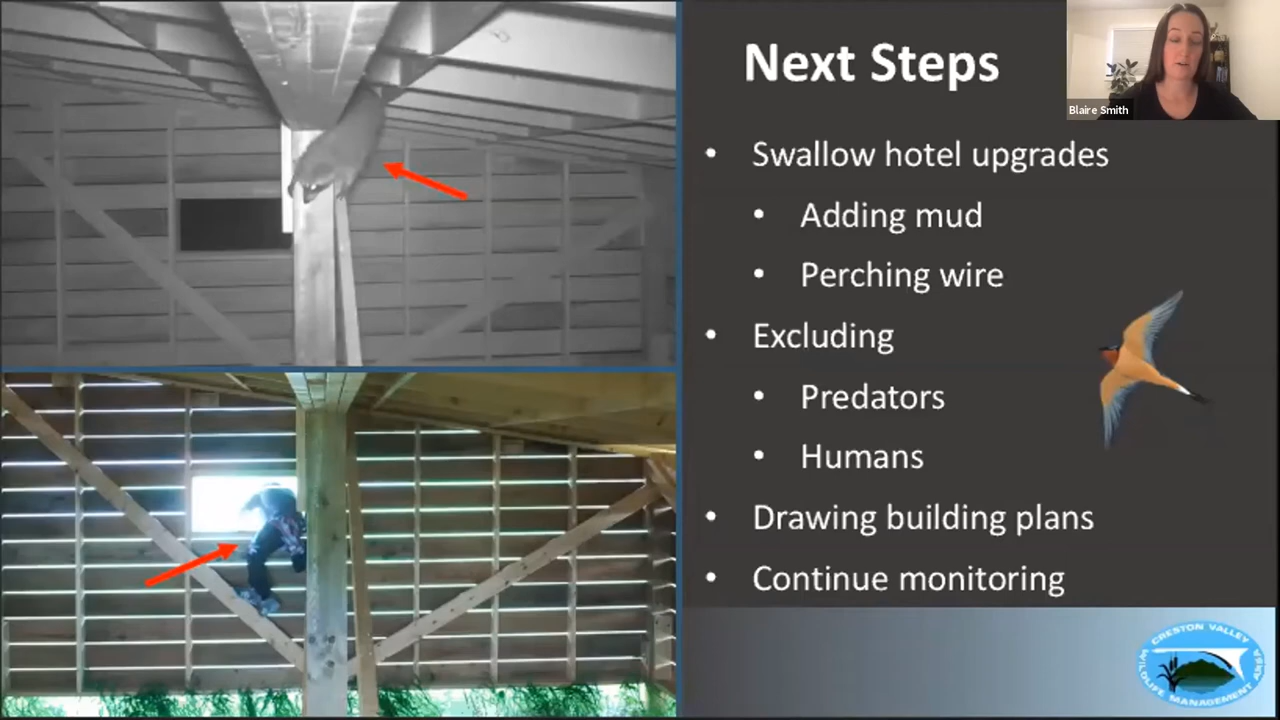 Next Steps
Blaire Smith
• Swallow hotel upgrades
• Adding mud
• Perching wire
• Excluding
• Predators
• Humans
• Drawing building plans
• Continue monitoring
CRESTON VALLEY
WILDLIFE MANAGEMENT AREA